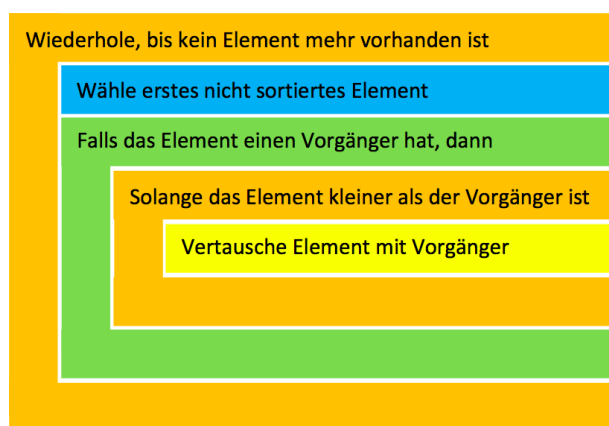 Wiederhole, bis kein Element mehr vorhanden ist
Wähle erstes nicht sortiertes Element
Falls das Element einen Vorgänger hat, dann
Solange das Element kleiner als der Vorgänger ist
Vertausche Element mit Vorgänger